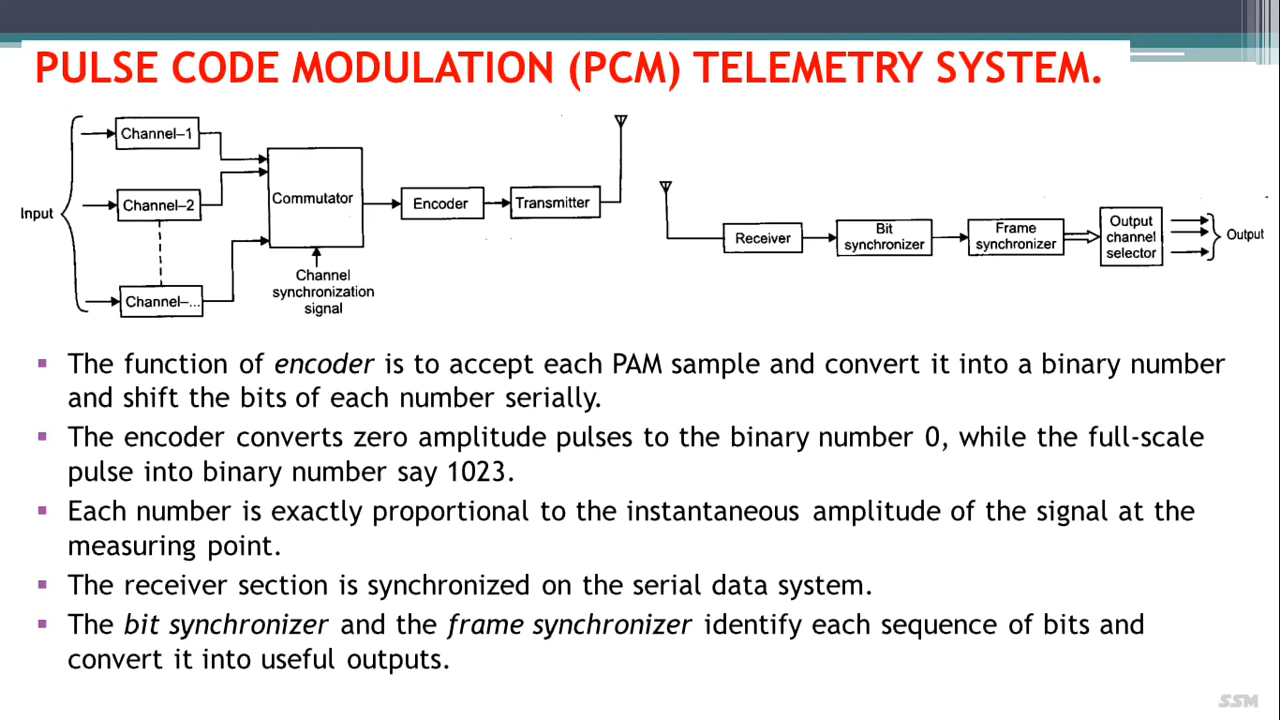 PULSE CODE MODULATION (PCM) TELEMETRY SYSTEM.
Input
Channel–1
Channel–2
Channel–...
Commutator
Channel
synchronization
signal
Encoder
Transmitter
Receiver
Bit
synchronizer
Frame
synchronizer
Output
channel
selector
Output
▪ The function of encoder is to accept each PAM sample and convert it into a binary number
and shift the bits of each number serially.
▪ The encoder converts zero amplitude pulses to the binary number 0, while the full-scale
pulse into binary number say 1023.
▪ Each number is exactly proportional to the instantaneous amplitude of the signal at the
measuring point.
▪ The receiver section is synchronized on the serial data system.
▪ The bit synchronizer and the frame synchronizer identify each sequence of bits and
convert it into useful outputs.
SSM